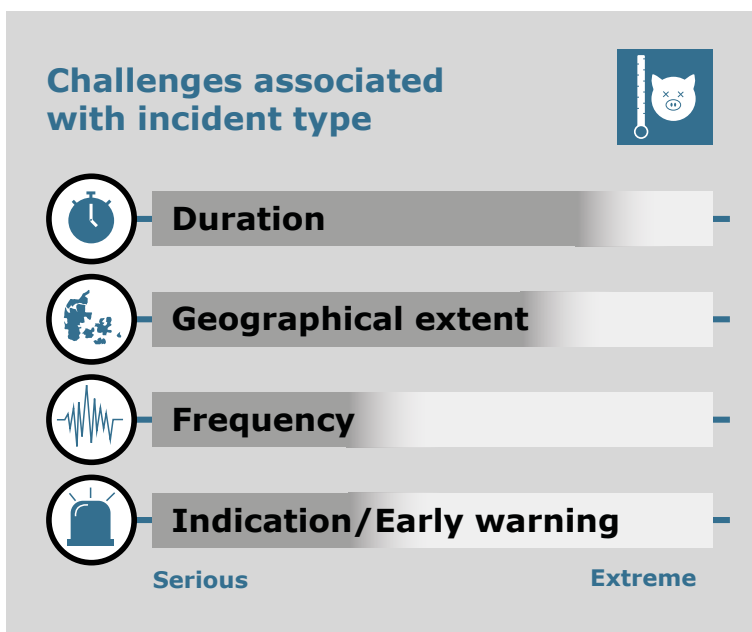 Challenges associated
with incident type
Duration
Geographical extent
Frequency
Indication/Early warning
Serious
Extreme